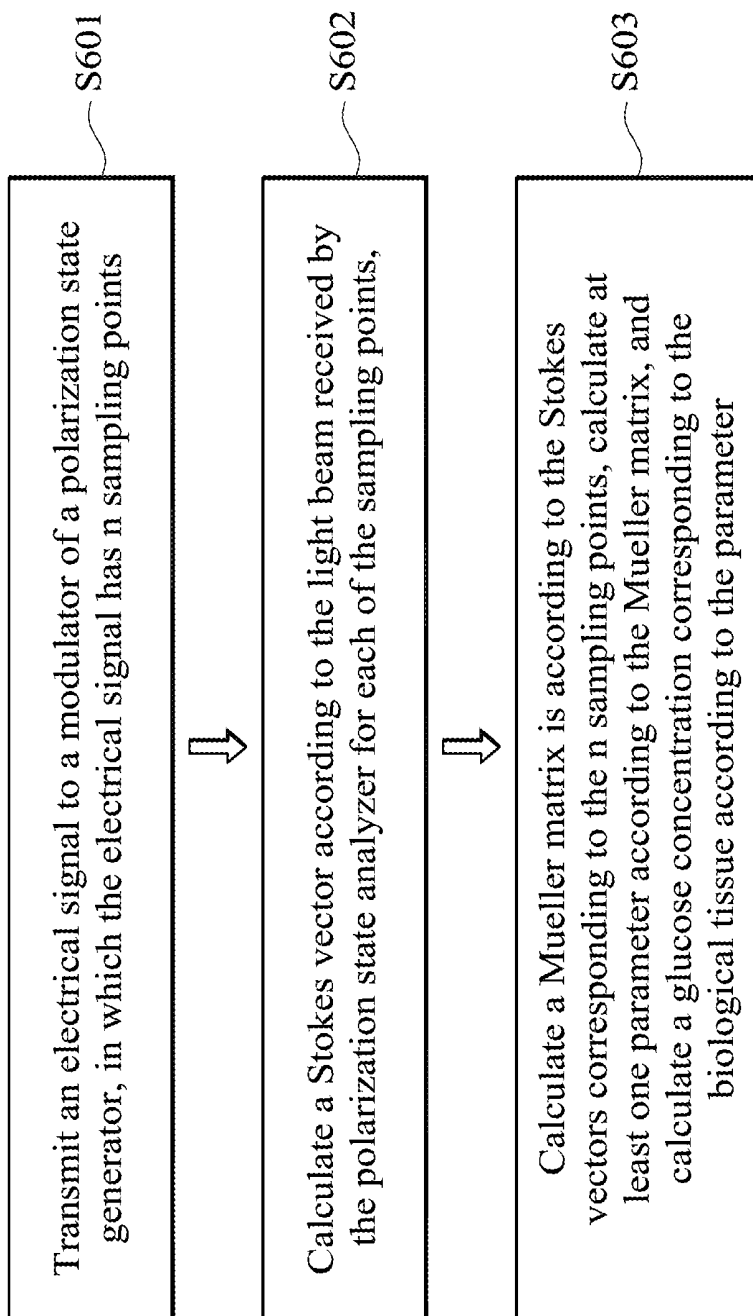 Transmit an electrical signal to a modulator of a polarization state
generator, in which the electrical signal has n sampling points
S601
Calculate a Stokes vector according to the light beam received by
the polarization state analyzer for each of the sampling points,
S602
Calculate a Mueller matrix is according to the Stokes
vectors corresponding to the n sampling points, calculate at
least one parameter according to the Mueller matrix, and
calculate a glucose concentration corresponding to the
biological tissue according to the parameter
S603